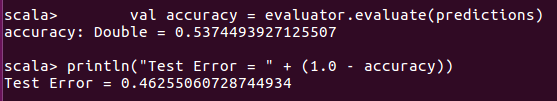 scala>       val accuracy = evaluator.evaluate(predictions)
accuracy: Double = 0.5374493927125507
scala> println("Test Error = " + (1.0 - accuracy))
Test Error = 0.46255060728744934